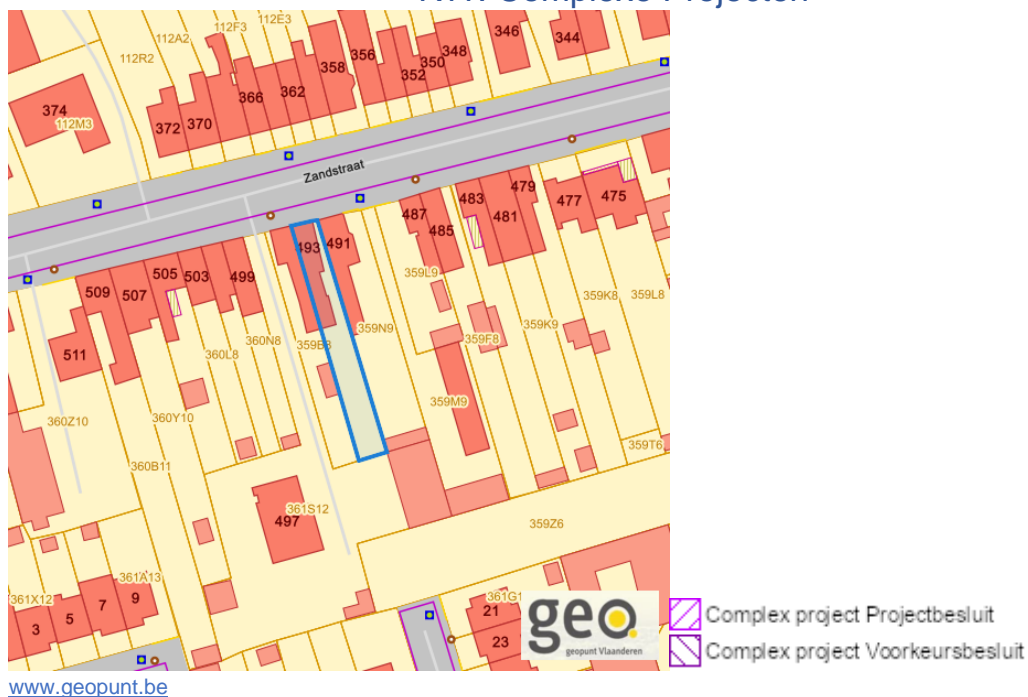 112F3 112E3
112A2
112R2
356 350 348 346 344
358 352
374 366 362
112M3 372 370
Zandstraat
483 479 477 475
487 481
493 491 485
505 503 499 359L9
509 507 359K8 359L8
359N9
511 360L8 360N8 359B8 359F8 359K9
360Z10 360Y10 359M9
359T6
360B11
361S12
497 359Z6
361A13
361X12 9 361G1
3 5 7 21
23
geo.
geopunt Vlaanderen
Complex project Projectbesluit
Complex project Voorkeursbesluit
www.geopunt.be